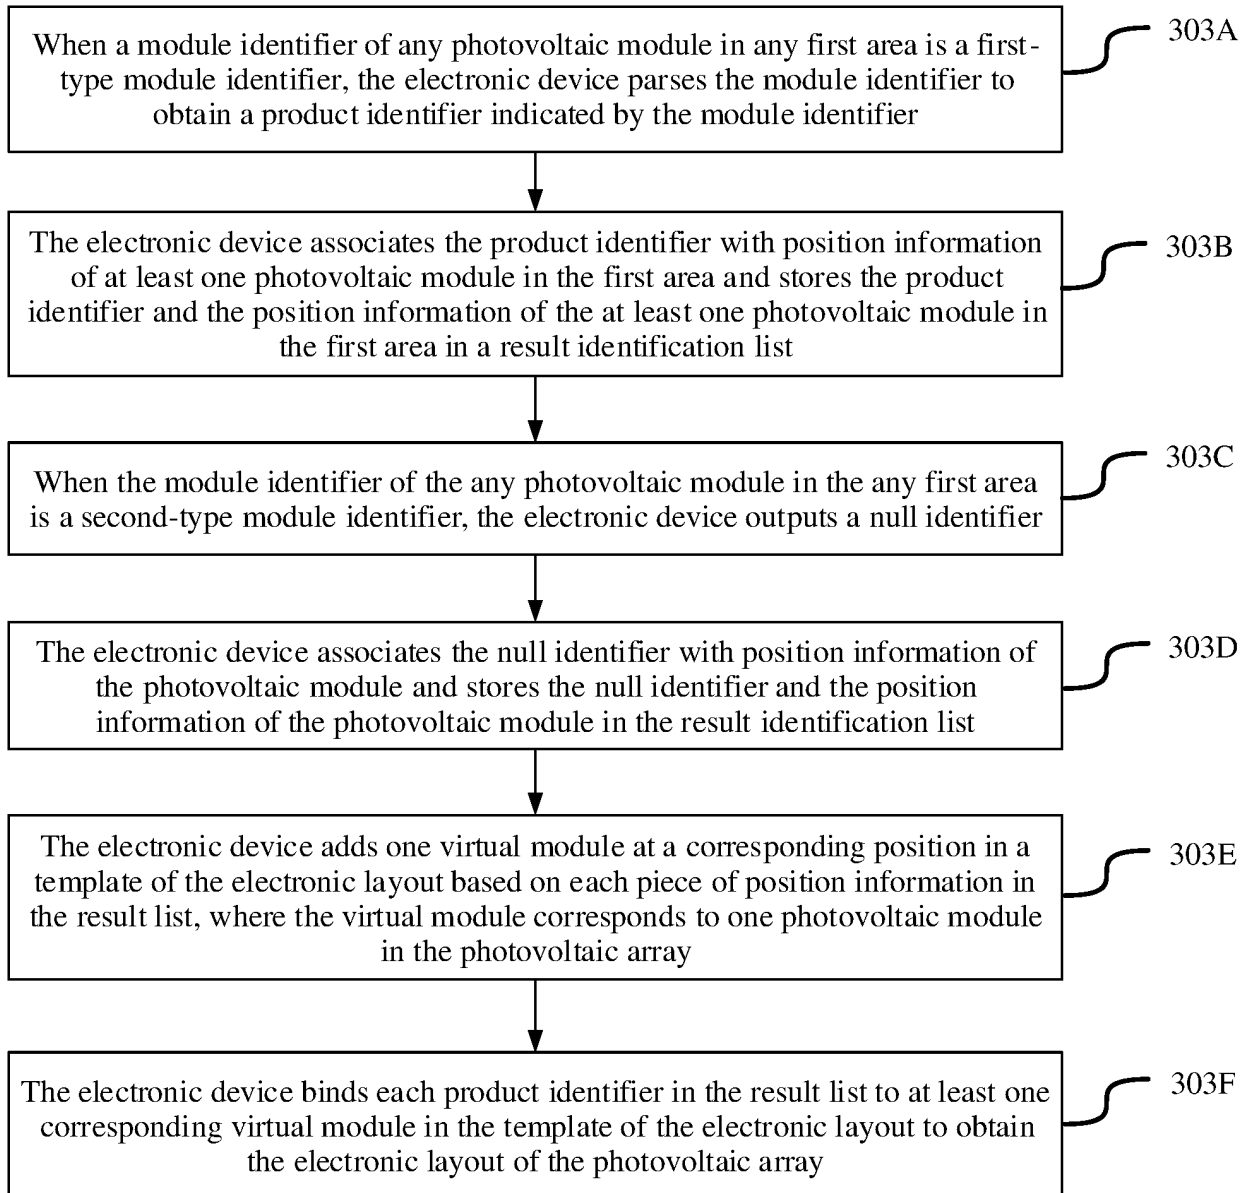 When a module identifier of any photovoltaic module in any first area is a first-
type module identifier, the electronic device parses the module identifier to
obtain a product identifier indicated by the module identifier
303A
The electronic device associates the product identifier with position information
of at least one photovoltaic module in the first area and stores the product
identifier and the position information of the at least one photovoltaic module in
the first area in a result identification list
303B
When the module identifier of the any photovoltaic module in the any first area
is a second-type module identifier, the electronic device outputs a null identifier
303C
The electronic device associates the null identifier with position information of
the photovoltaic module and stores the null identifier and the position
information of the photovoltaic module in the result identification list
303D
The electronic device adds one virtual module at a corresponding position in a
template of the electronic layout based on each piece of position information in
the result list, where the virtual module corresponds to one photovoltaic module
in the photovoltaic array
303E
The electronic device binds each product identifier in the result list to at least one
corresponding virtual module in the template of the electronic layout to obtain
the electronic layout of the photovoltaic array
303F